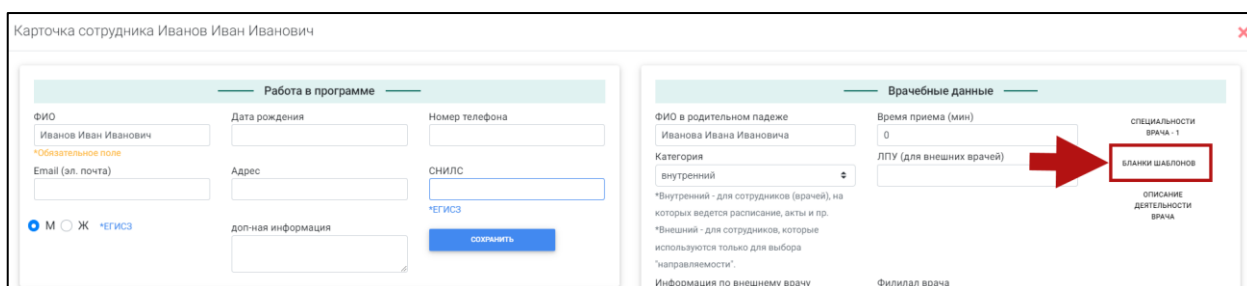 Карточка сотрудника Иванов Иван Иванович
Работа в программе
ФИО
Дата рождения
Номер телефона
Иванов Иван Иванович
*Обязательное поле
Email (эл. почта)
Адрес
СНИЛС
*ЕГИСЗ
М Ж *ЕГИСЗ
доп-ная информация
СОХРАНИТЬ
Врачебные данные
ФИО в родительном падеже
Время приема (мин)
Иванова Ивана Ивановича
0
Категория
ЛПУ (для внешних врачей)
внутренний
*Внутренний - для сотрудников (врачей), на
которых ведется расписание, акты и пр.
*Внешний - для сотрудников, которые
используются только для выбора
"направляемости".
Информация по внешнему врачу
Филиал врача
СПЕЦИАЛЬНОСТИ
ВРАЧА - 1
БЛАНКИ ШАБЛОНОВ
ОПИСАНИЕ
ДЕЯТЕЛЬНОСТИ
ВРАЧА